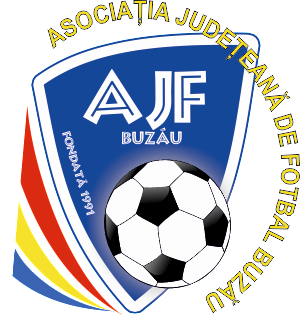 ASOCIAȚIA JUDEȚEANĂ DE FOTBAL BUZĂU
AJF
BUZĂU
FONDATĂ 1991